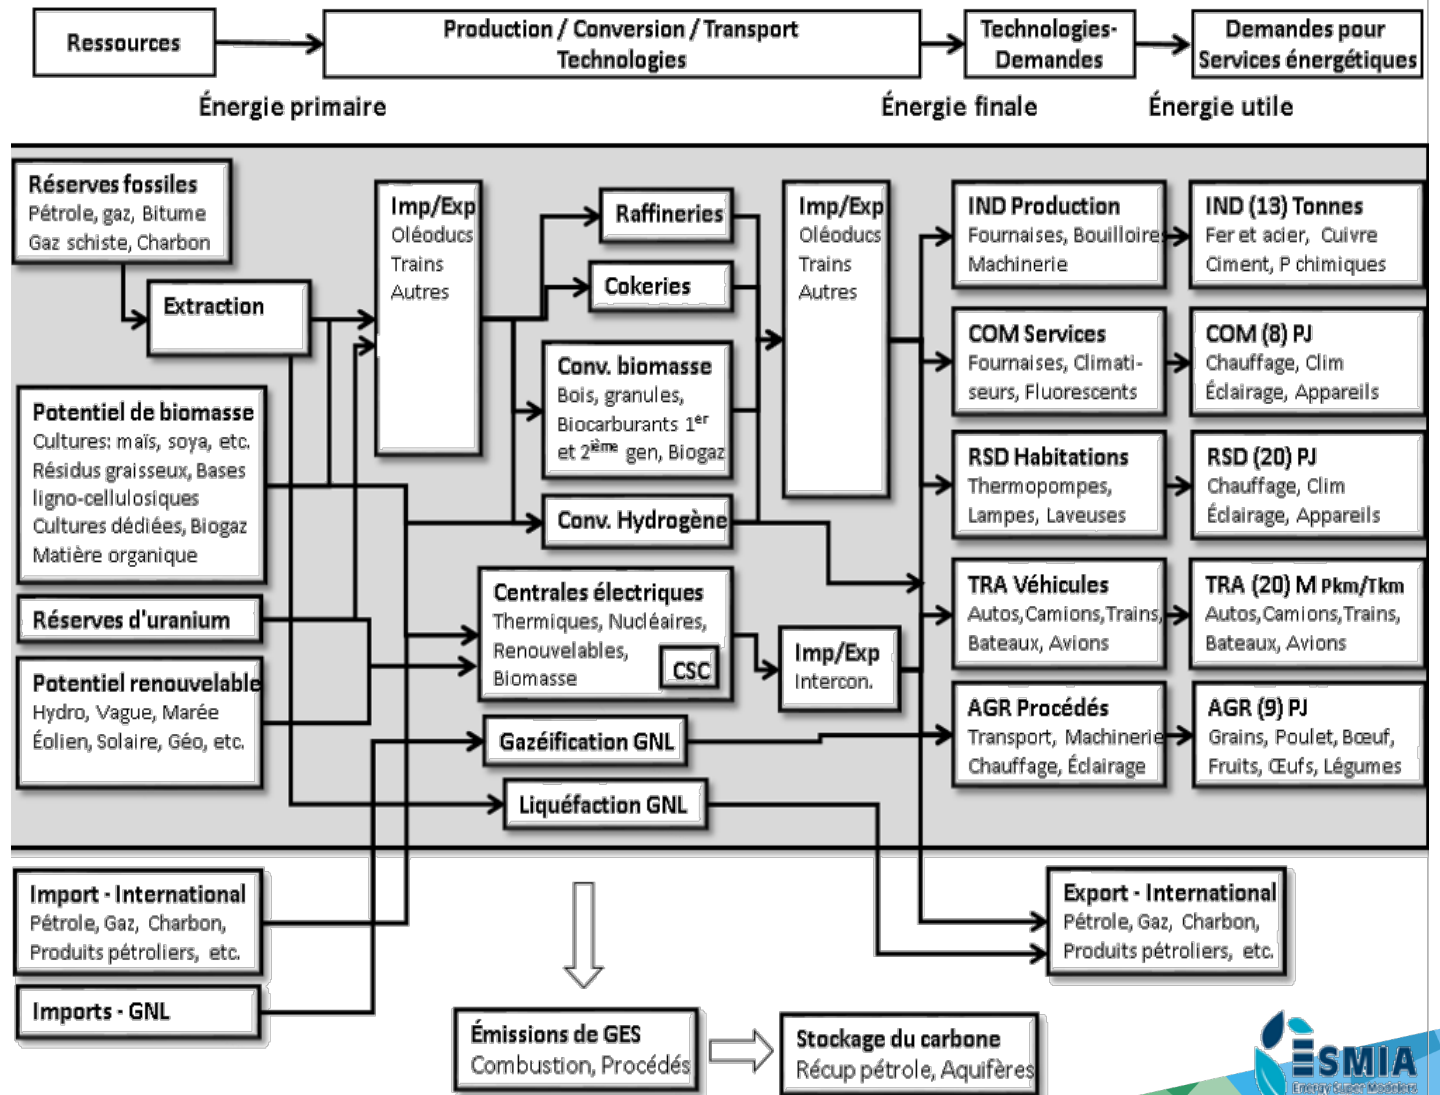 Ressources
Production / Conversion / Transport
Technologies
Technologies-
Demandes
Demandes pour
Services énergétiques
Énergie primaire
Énergie finale
Énergie utile
Réserves fossiles
Pétrole, gaz, Bitume
Gaz schiste, Charbon
Extraction
Potentiel de biomasse
Cultures: maïs, soya, etc.
Résidus graisseux, Bases
ligno-cellulosiques
Cultures dédiées, Biogaz
Matière organique
Réserves d'uranium
Potentiel renouvelable
Hydro, Vague, Marée
Éolien, Solaire, Géo, etc.
Imp/Exp
Oléoducs
Trains
Autres
Raffineries
Cokeries
Conv. biomasse
Bois, granules,
Biocarburants 1er
et 2ième gen, Biogaz
Conv. Hydrogène
Centrales électriques
Thermiques, Nucléaires,
Renouvelables,
Biomasse
CSC
Gazéification GNL
Liquéfaction GNL
Imp/Exp
Oléoducs
Trains
Autres
Imp/Exp
Intercon.
IND Production
Fournaises, Bouilloires
Machinerie
COM Services
Fournaises, Climati-
seurs, Fluorescents
RSD Habitations
Thermopompes,
Lampes, Laveuses
TRA Véhicules
Autos,Camions,Trains,
Bateaux, Avions
AGR Procédés
Transport, Machinerie
Chauffage, Éclairage
IND (13) Tonnes
Fer et acier, Cuivre
Ciment, P chimiques
COM (8) PJ
Chauffage, Clim
Éclairage, Appareils
RSD (20) PJ
Chauffage, Clim
Éclairage, Appareils
TRA (20) M Pkm/Tkm
Autos,Camions,Trains,
Bateaux, Avions
AGR (9) PJ
Grains, Poulet, Bœuf,
Fruits, Œufs, Légumes
Import - International
Pétrole, Gaz, Charbon,
Produits pétroliers, etc.
Imports - GNL
Export - International
Pétrole, Gaz, Charbon,
Produits pétroliers, etc.
Émissions de GES
Combustion, Procédés
Stockage du carbone
Récup pétrole, Aquifères
ESMIA
Energy Super Modelers